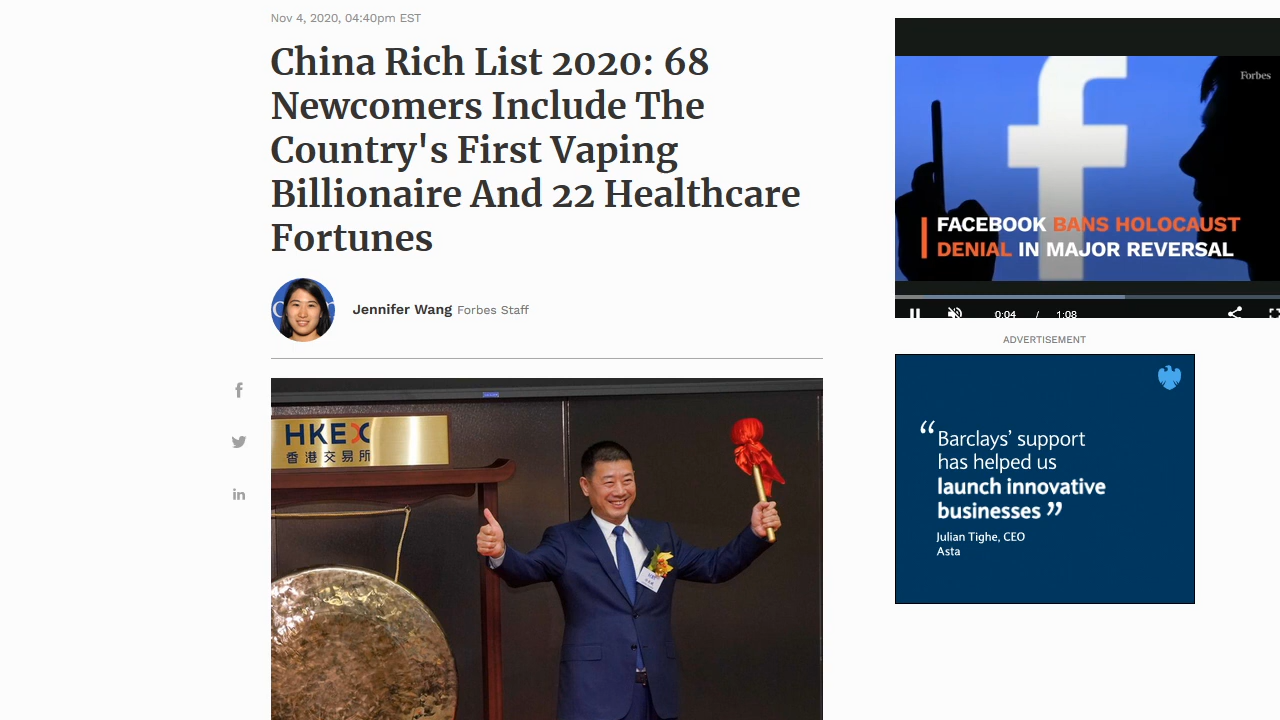 Nov 4, 2020, 04:40pm EST
China Rich List 2020: 68
Newcomers Include The
Country's First Vaping
Billionaire And 22 Healthcare
Fortunes
Jennifer Wang Forbes Staff
HKEX
香港交易所
Forbes
FACEBOOK BANS HOLOCAUST
DENIAL IN MAJOR REVERSAL
0:04 / 1:08
ADVERTISEMENT
“Barclays’ support
has helped us
launch innovative
businesses”
Julian Tighe, CEO
Asta